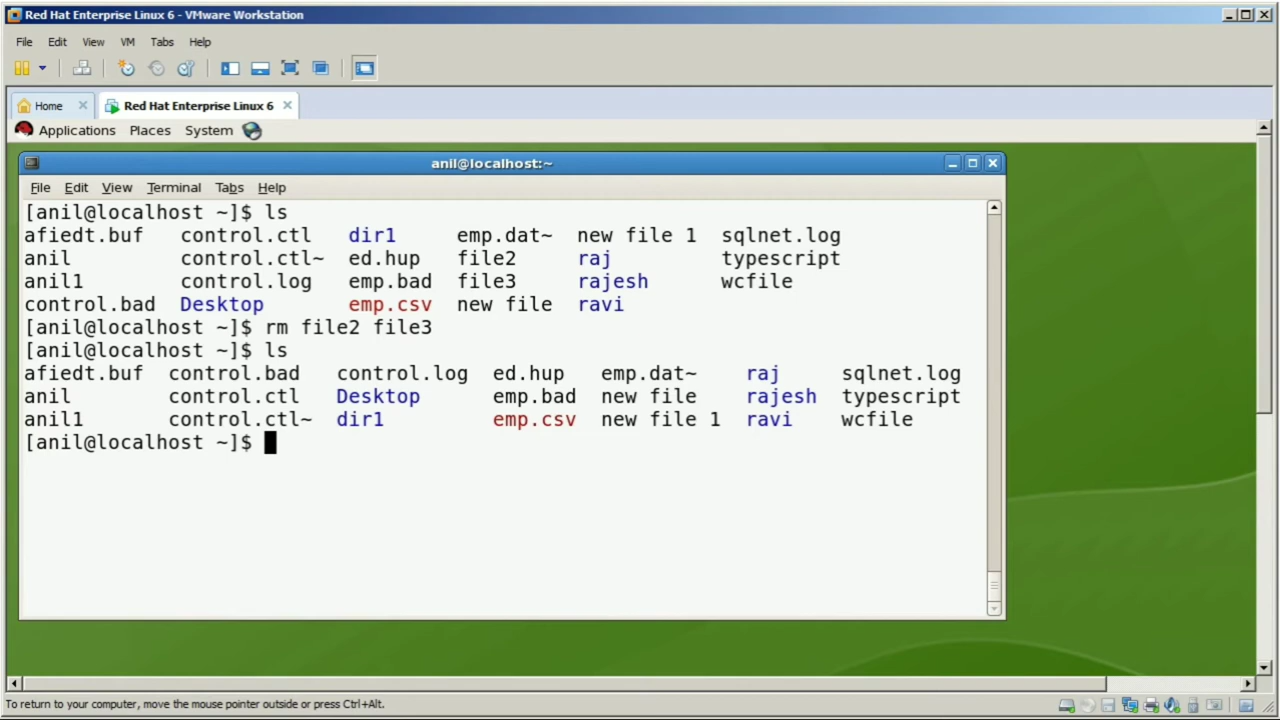 Red Hat Enterprise Linux 6 - VMware Workstation
File Edit View VM Tabs Help
Home Red Hat Enterprise Linux 6
Applications Places System
anil@localhost:~
File Edit View Terminal Tabs Help
[anil@localhost ~]$ ls
afiedt.buf control.ctl dir1 emp.dat~ new file 1 sqlnet.log
anil control.ctl~ ed.hup file2 raj typescript
anil1 control.log emp.bad file3 rajesh wcfile
control.bad Desktop emp.csv new file ravi
[anil@localhost ~]$ rm file2 file3
[anil@localhost ~]$ ls
afiedt.buf control.bad control.log ed.hup emp.dat~ raj sqlnet.log
anil control.ctl Desktop emp.bad new file rajesh typescript
anil1 control.ctl~ dir1 emp.csv new file 1 ravi wcfile
[anil@localhost ~]$
To return to your computer, move the mouse pointer outside or press Ctrl+Alt.